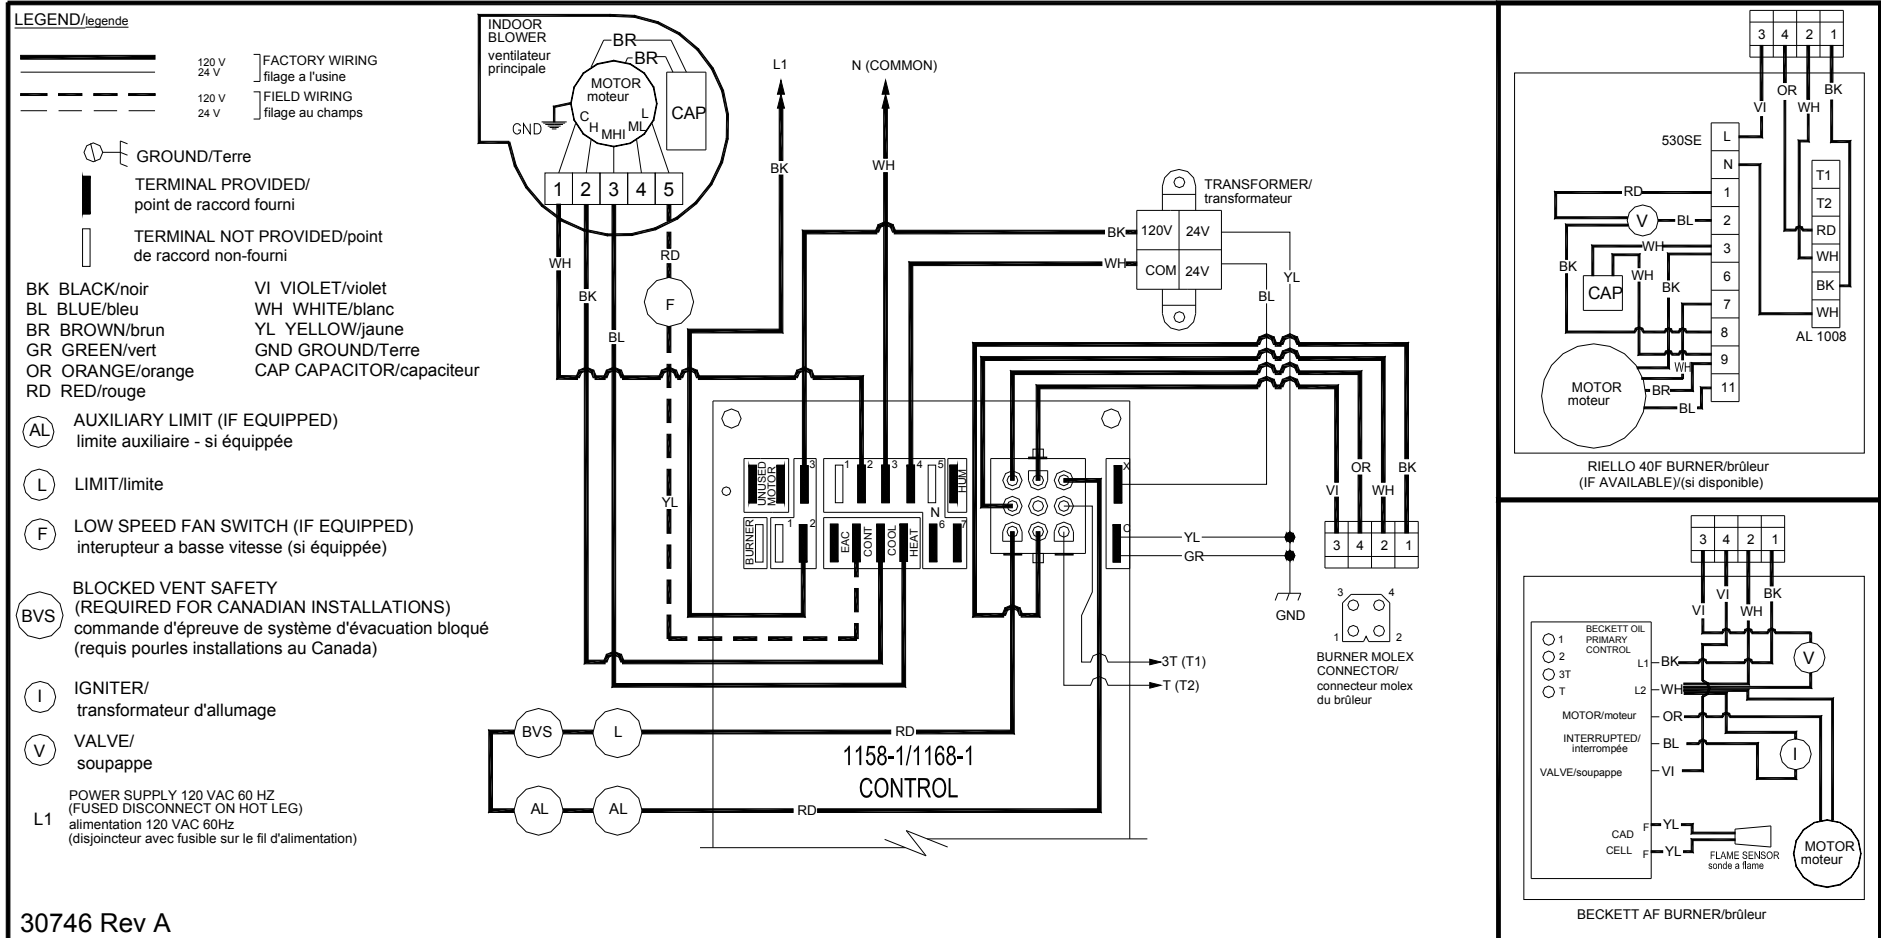 LEGEND/legende
120 V
24 V
FACTORY WIRING
filage a l'usine
120 V
24 V
FIELD WIRING
filage au champs
GROUND/Terre
TERMINAL PROVIDED/
point de raccord fourni
TERMINAL NOT PROVIDED/point
de raccord non-fourni
BK BLACK/noir
BL BLUE/bleu
BR BROWN/brun
GR GREEN/vert
OR ORANGE/orange
RD RED/rouge
VI VIOLET/violet
WH WHITE/blanc
YL YELLOW/jaune
GND GROUND/Terre
CAP CAPACITOR/capaciteur
AL
AUXILIARY LIMIT (IF EQUIPPED)
limite auxiliaire - si équippée
L
LIMIT/limite
F
LOW SPEED FAN SWITCH (IF EQUIPPED)
interupteur a basse vitesse (si équippée)
BVS
BLOCKED VENT SAFETY
(REQUIRED FOR CANADIAN INSTALLATIONS)
commande d'épreuve de système d'évacuation bloqué
(requis pourles installations au Canada)
I
IGNITER/
transformateur d'allumage
V
VALVE/
soupappe
L1
POWER SUPPLY 120 VAC 60 HZ
(FUSED DISCONNECT ON HOT LEG)
alimentation 120 VAC 60Hz
(disjoincteur avec fusible sur le fil d'alimentation)
30746 Rev A
INDOOR
BLOWER
ventilateur
principale
BR
BR
MOTOR
moteur
CAP
GND
C
H
MHI
ML
L
1 2 3 4 5
WH
BK
BL
RD
F
YL
L1
BK
N (COMMON)
WH
TRANSFORMER/
transformateur
BK
120V 24V
WH
COM 24V
YL
BL
UNUSED
MOTOR
3
1
2
3
4
5
HUM
N
BURNER
1
2
EAC
CONT
COOL
HEAT
6
7
X
C
YL
GR
GND
VI
OR
WH
BK
3 4 2 1
3
4
1
2
BURNER MOLEX
CONNECTOR/
connecteur molex
du brûleur
3T (T1)
T (T2)
BVS
L
RD
AL
AL
RD
1158-1/1168-1
CONTROL
3 4 2 1
VI
OR
WH
BK
530SE
L
N
1
2
3
6
7
8
9
11
T1
T2
RD
WH
BK
WH
AL 1008
RD
V
BL
WH
WH
BK
BK
CAP
WH
BR
BL
MOTOR
moteur
RIELLO 40F BURNER/brûleur
(IF AVAILABLE)/(si disponible)
3 4 2 1
VI
VI
WH
BK
BECKETT OIL
PRIMARY
CONTROL
1
2
3T
T
L1
BK
L2
WH
V
MOTOR/moteur
OR
INTERRUPTED/
interrompée
BL
I
VALVE/soupappe
VI
CAD
CELL
F
YL
F
YL
FLAME SENSOR
sonde a flame
MOTOR
moteur
BECKETT AF BURNER/brûleur